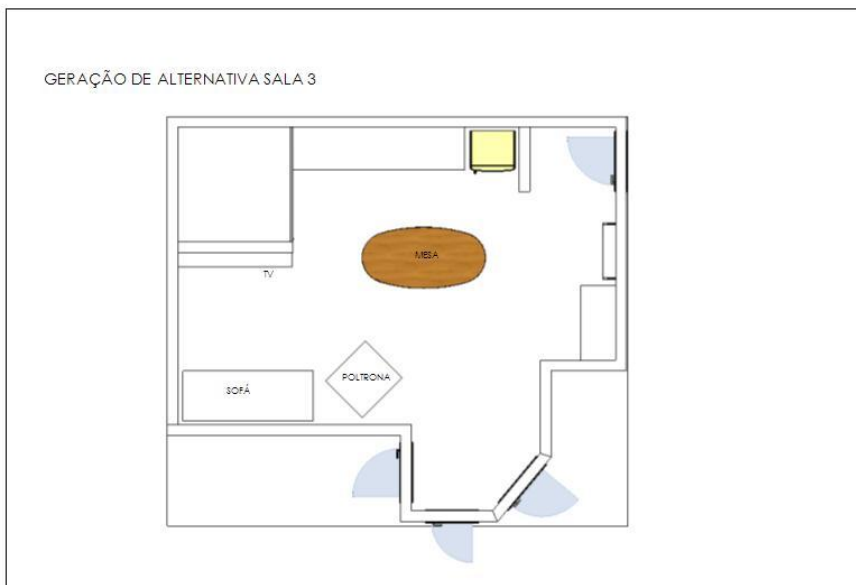 GERAÇÃO DE ALTERNATIVA SALA 3
MESA
TV
POLTRONA
SOFÁ